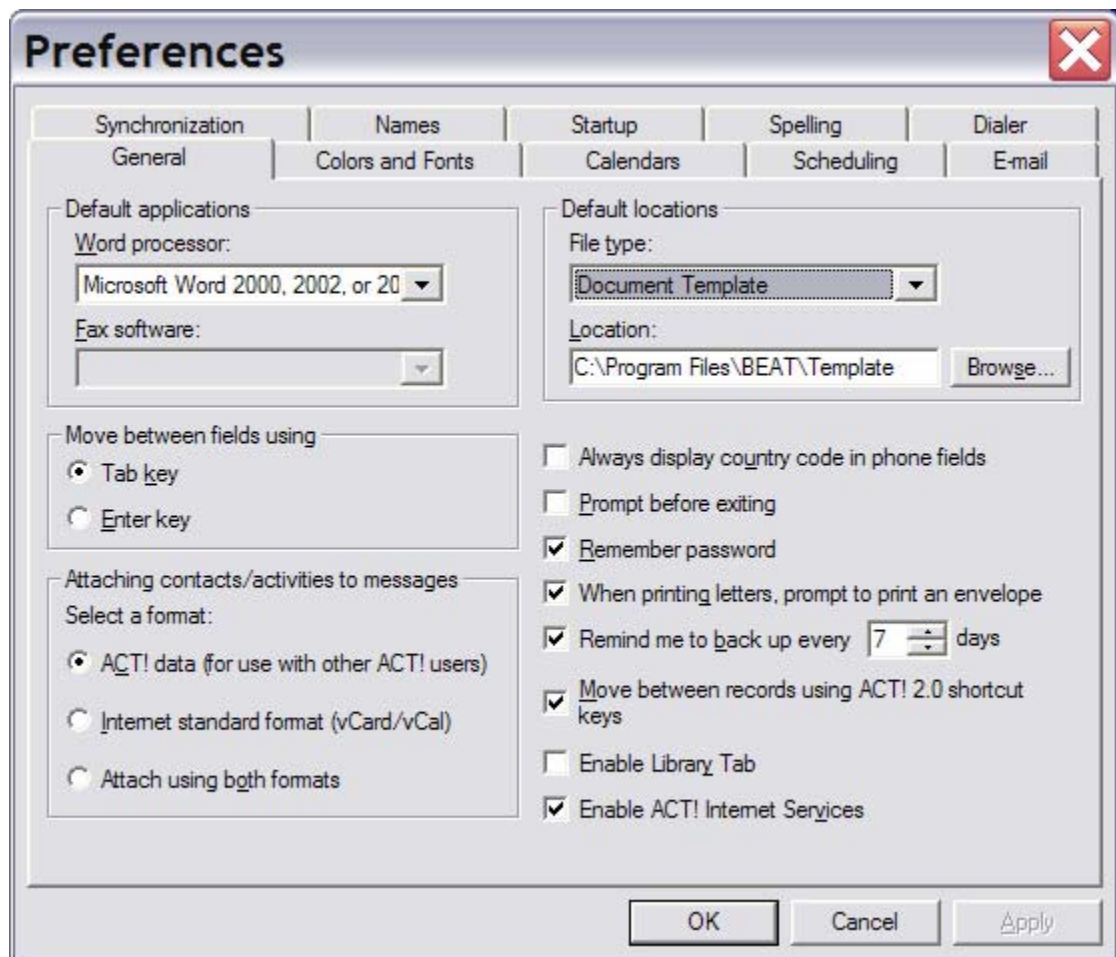 Preferences
Synchronization Names Startup Spelling Dialer
General Colors and Fonts Calendars Scheduling E-mail
Default applications
Word processor:
Microsoft Word 2000, 2002, or 20
Fax software:
Default locations
File type:
Document Template
Location:
C:\Program Files\BEAT\Template Browse...
Move between fields using
Tab key
Enter key
Attaching contacts/activities to messages
Select a format:
ACT! data (for use with other ACT! users)
Internet standard format (vCard/vCal)
Attach using both formats
Always display country code in phone fields
Prompt before exiting
Remember password
When printing letters, prompt to print an envelope
Remind me to back up every 7 days
Move between records using ACT! 2.0 shortcut
keys
Enable Library Tab
Enable ACT! Internet Services
OK Cancel Apply